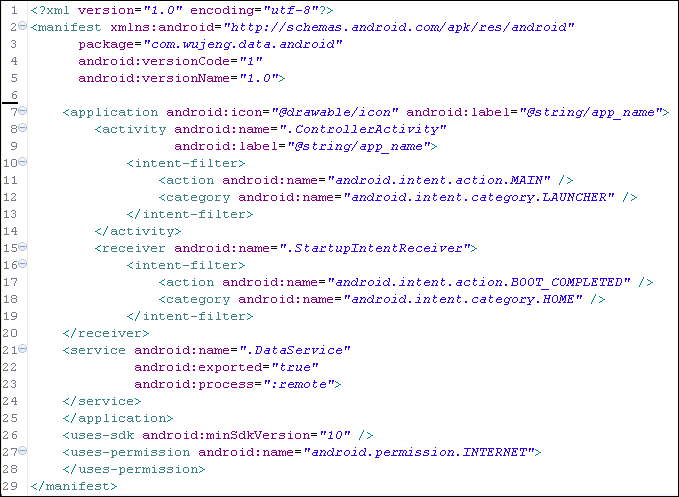 1 <?xml version="1.0" encoding="utf-8"?>
2 <manifest xmlns:android="http://schemas.android.com/apk/res/android"
3 package="com.wujeng.data.android"
4 android:versionCode="1"
5 android:versionName="1.0">
6
7 <application android:icon="@drawable/icon" android:label="@string/app_name">
8 <activity android:name=".ControllerActivity"
9 android:label="@string/app_name">
10 <intent-filter>
11 <action android:name="android.intent.action.MAIN" />
12 <category android:name="android.intent.category.LAUNCHER" />
13 </intent-filter>
14 </activity>
15 <receiver android:name=".StartupIntentReceiver">
16 <intent-filter>
17 <action android:name="android.intent.action.BOOT_COMPLETED" />
18 <category android:name="android.intent.category.HOME" />
19 </intent-filter>
20 </receiver>
21 <service android:name=".DataService"
22 android:exported="true"
23 android:process=":remote">
24 </service>
25 </application>
26 <uses-sdk android:minSdkVersion="10" />
27 <uses-permission android:name="android.permission.INTERNET">
28 </uses-permission>
29 </manifest>